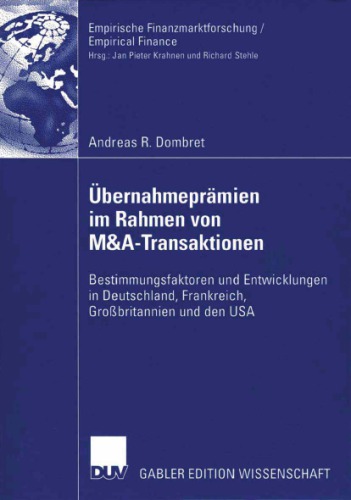 Empirische Finanzmarktforschung /
Empirical Finance
Hrsg.: Jan Pieter Krahnen und Richard Stehle
Andreas R. Dombret
Übernahmeprämien
im Rahmen von
M&A-Transaktionen
Bestimmungsfaktoren und Entwicklungen
in Deutschland, Frankreich,
Großbritannien und den USA
DUV
GABLER EDITION WISSENSCHAFT